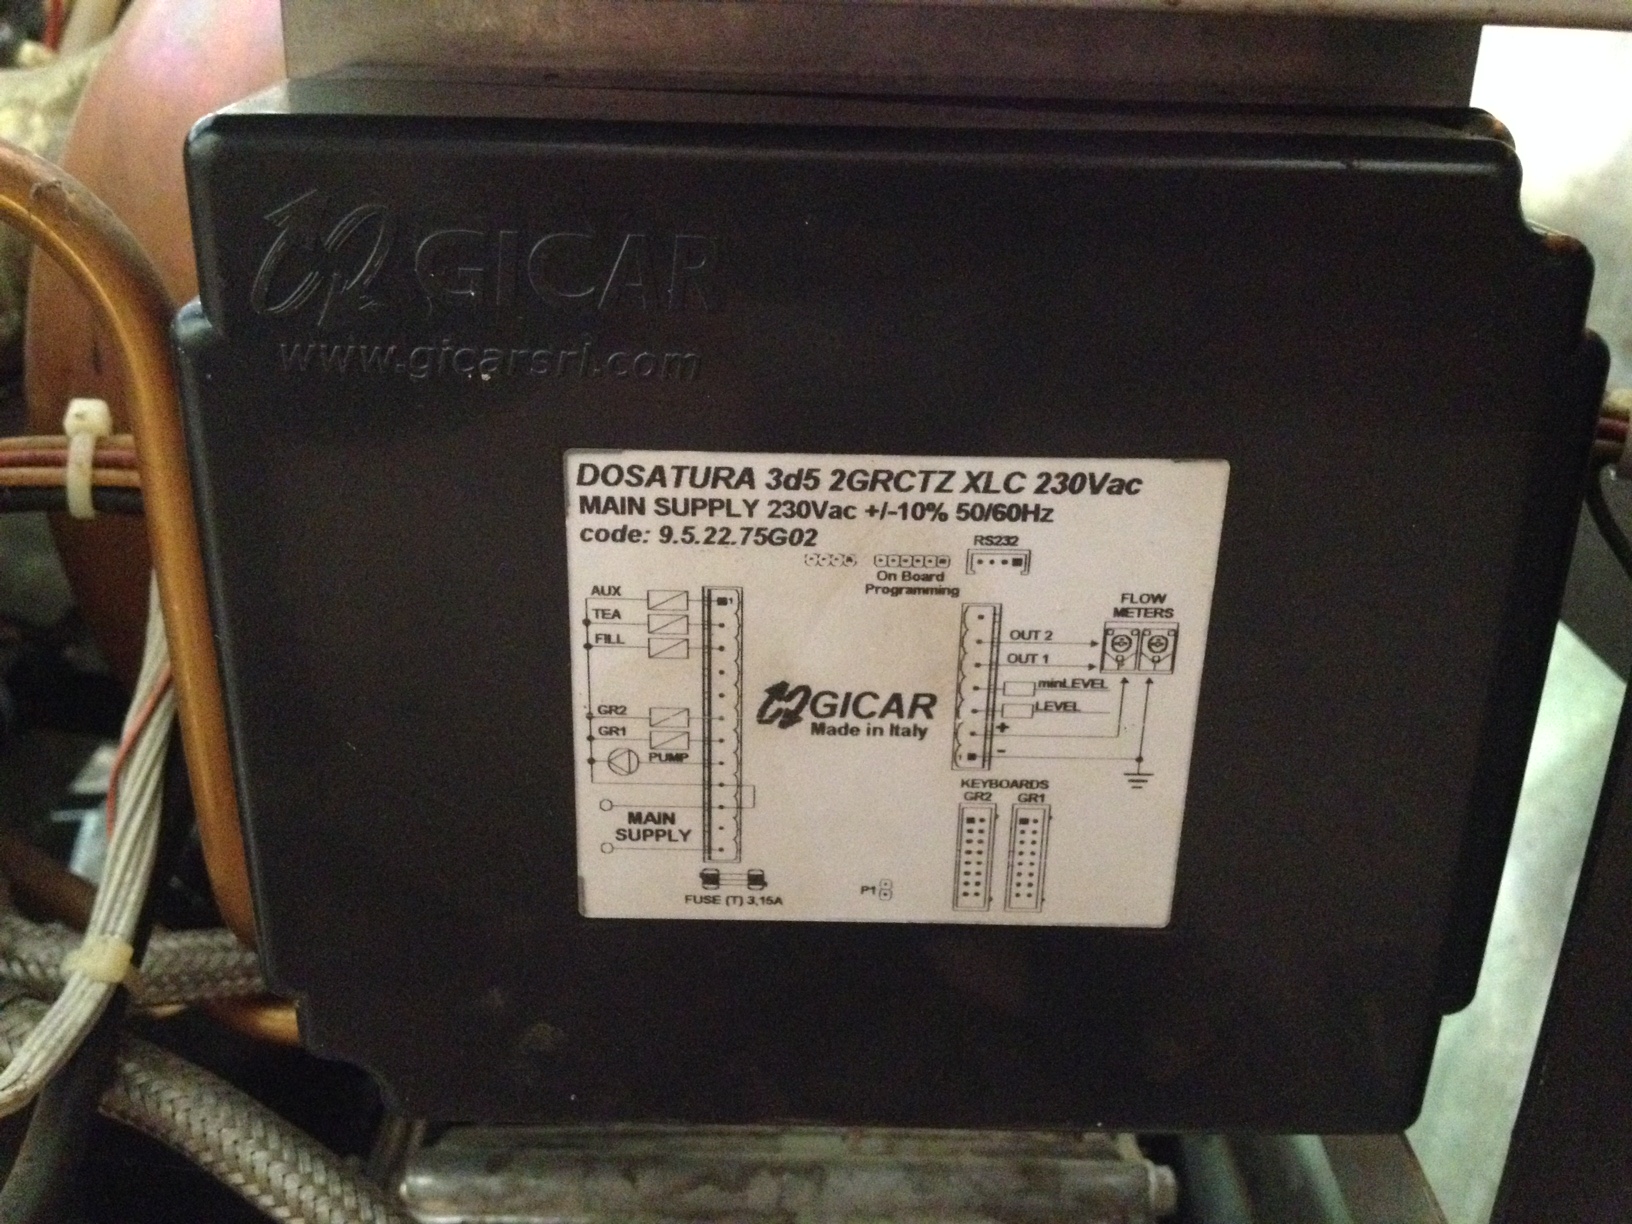 GICAR
www.gicarsrl.com
DOSATURA 3d5 2GRCTZ XLC 230Vac
MAIN SUPPLY 230Vac +/-10% 50/60Hz
code: 9.5.22.75G02
RS232
On Board
Programming
AUX
TEA
FILL
GR2
GR1
PUMP
MAIN
SUPPLY
FUSE (T) 3,15A
1
GICAR
Made in Italy
FLOW
METERS
OUT 2
OUT 1
minLEVEL
LEVEL
+
-
1
KEYBOARDS
GR2 GR1
P1